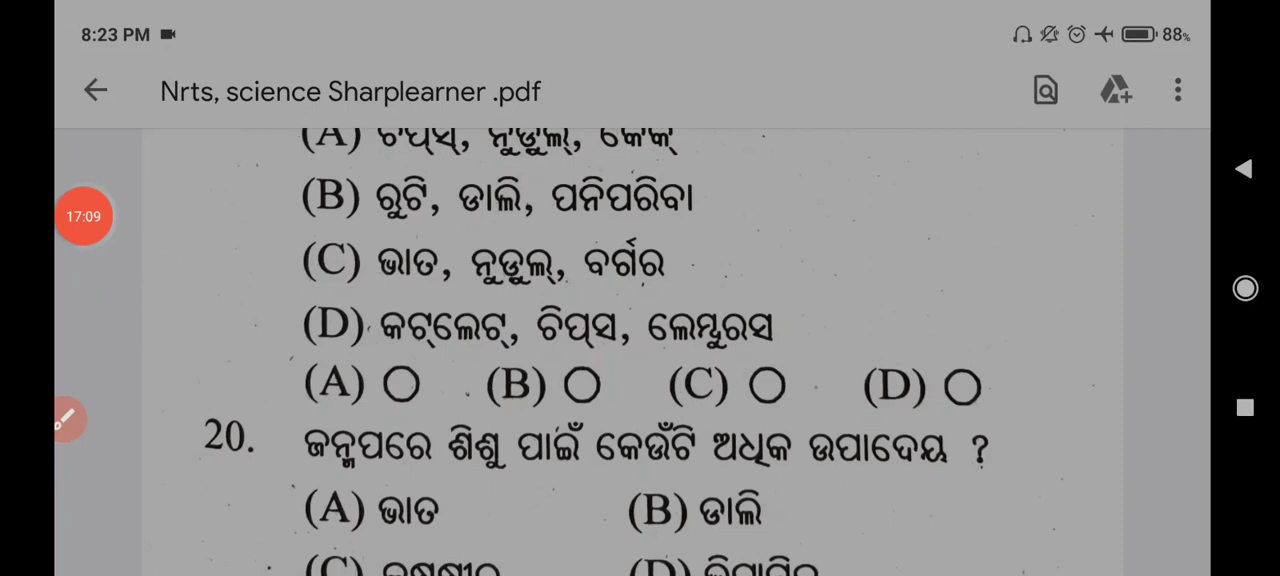 8:23 PM
88%
Nrts, science Sharplearner .pdf
(A) ଚିପ୍‌ସ୍, ନୁଡୁଲ୍, କେକ୍
17:09
(B) ରୁଟି, ଡାଲି, ପନିପରିବା
(C) ଭାତ, ନୁଡୁଲ୍, ବର୍ଗର
(D) କଟ୍‌ଲେଟ୍, ଚିପ୍‌ସ, ଲେମ୍ବୁରସ
(A) (B) (C) (D)
20. ଜନ୍ମପରେ ଶିଶୁ ପାଇଁ କେଉଁଟି ଅଧିକ ଉପାଦେୟ ?
(A) ଭାତ (B) ଡାଲି
(C) (D)